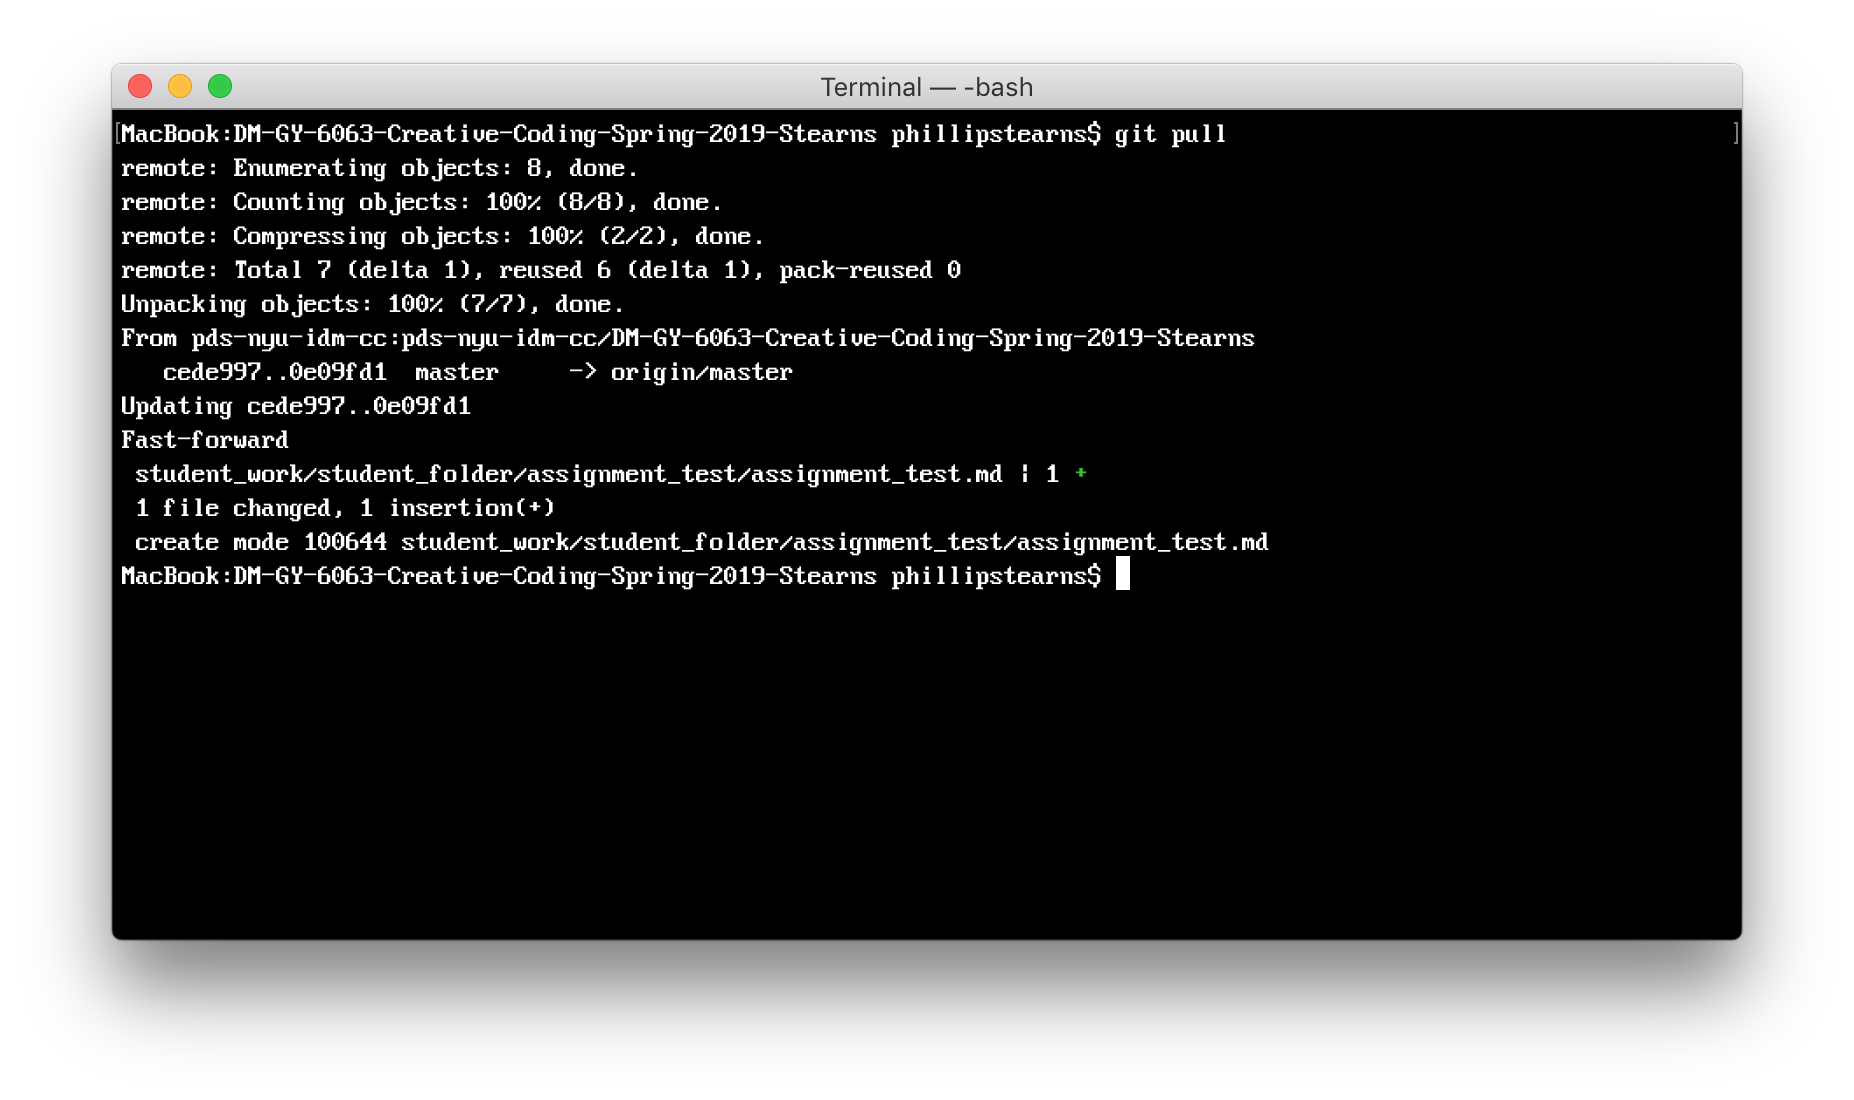 Terminal — -bash
[MacBook:DM-GY-6063-Creative-Coding-Spring-2019-Stearns phillipstearns$ git pull ]
remote: Enumerating objects: 8, done.
remote: Counting objects: 100% (8/8), done.
remote: Compressing objects: 100% (2/2), done.
remote: Total 7 (delta 1), reused 6 (delta 1), pack-reused 0
Unpacking objects: 100% (7/7), done.
From pds-nyu-idm-cc:pds-nyu-idm-cc/DM-GY-6063-Creative-Coding-Spring-2019-Stearns
   cede997..0e09fd1  master     -> origin/master
Updating cede997..0e09fd1
Fast-forward
 student_work/student_folder/assignment_test/assignment_test.md | 1 +
 1 file changed, 1 insertion(+)
 create mode 100644 student_work/student_folder/assignment_test/assignment_test.md
MacBook:DM-GY-6063-Creative-Coding-Spring-2019-Stearns phillipstearns$